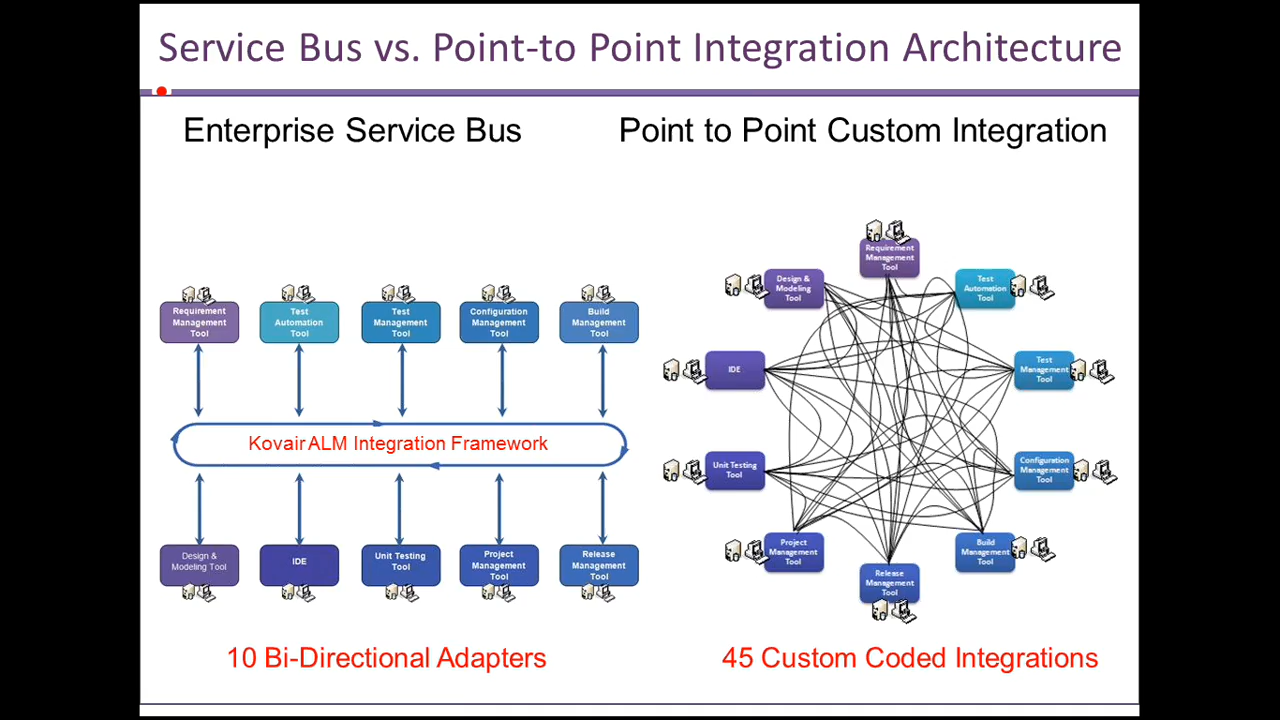 Service Bus vs. Point-to Point Integration Architecture
Enterprise Service Bus
Point to Point Custom Integration
Requirement
Management
Tool
Test
Automation
Tool
Test
Management
Tool
Configuration
Management
Tool
Build
Management
Tool
Kovair ALM Integration Framework
Design &
Modeling Tool
IDE
Unit Testing
Tool
Project
Management
Tool
Release
Management
Tool
10 Bi-Directional Adapters
Requirement
Management
Tool
Design &
Modeling
Tool
Test
Automation
Tool
IDE
Test
Management
Tool
Unit Testing
Tool
Configuration
Management
Tool
Project
Management
Tool
Build
Management
Tool
Release
Management
Tool
45 Custom Coded Integrations